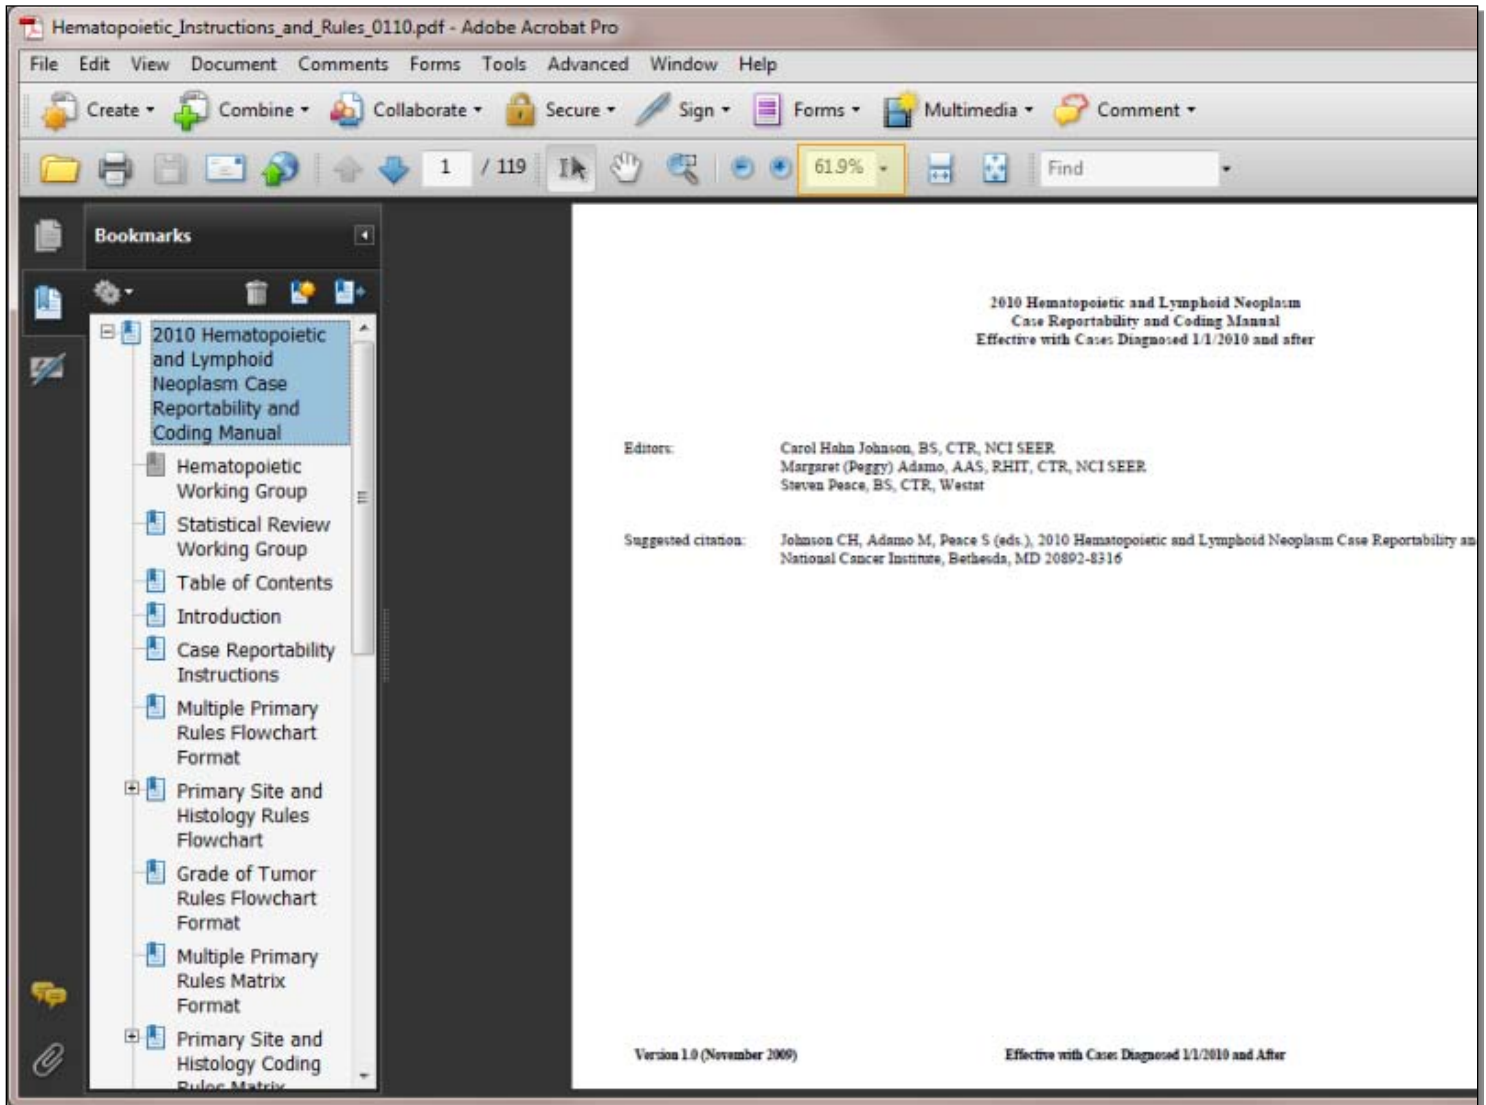 Hematopoietic_Instructions_and_Rules_0110.pdf - Adobe Acrobat Pro
File Edit View Document Comments Forms Tools Advanced Window Help
Create Combine Collaborate Secure Sign Forms Multimedia Comment
1 / 119 61.9% Find
Bookmarks
2010 Hematopoietic
and Lymphoid
Neoplasm Case
Reportability and
Coding Manual
Hematopoietic
Working Group
Statistical Review
Working Group
Table of Contents
Introduction
Case Reportability
Instructions
Multiple Primary
Rules Flowchart
Format
Primary Site and
Histology Rules
Flowchart
Grade of Tumor
Rules Flowchart
Format
Multiple Primary
Rules Matrix
Format
Primary Site and
Histology Coding
Rules Matrix
2010 Hematopoietic and Lymphoid Neoplasm
Case Reportability and Coding Manual
Effective with Cases Diagnosed 1/1/2010 and after
Editors: Carol Hahn Johnson, BS, CTR, NCI SEER
Margaret (Peggy) Adamo, AAS, RHIT, CTR, NCI SEER
Steven Peace, BS, CTR, Westat
Suggested citation: Johnson CH, Adamo M, Peace S (eds.), 2010 Hematopoietic and Lymphoid Neoplasm Case Reportability an
National Cancer Institute, Bethesda, MD 20892-8316
Version 1.0 (November 2009) Effective with Cases Diagnosed 1/1/2010 and After